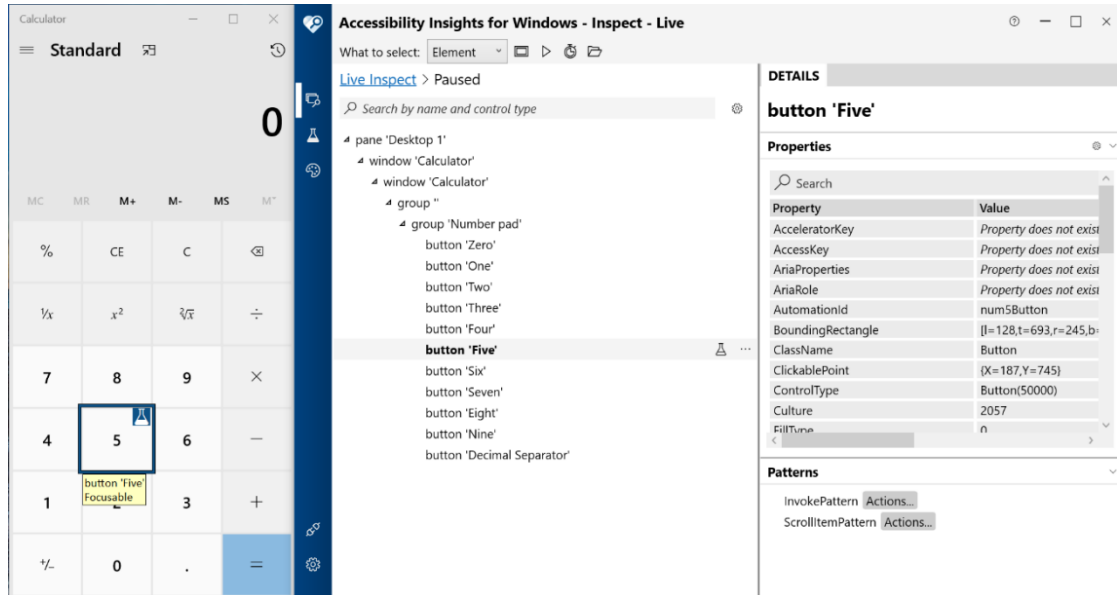 Calculator
Standard
0
MC MR M+ M- MS M˅
% CE C
¹/x x² ²√x ÷
7 8 9 ×
4 5 6 −
button 'Five'
Focusable
1 3 +
+/− 0 . =
Accessibility Insights for Windows - Inspect - Live
What to select: Element
Live Inspect > Paused
Search by name and control type
pane 'Desktop 1'
window 'Calculator'
window 'Calculator'
group ''
group 'Number pad'
button 'Zero'
button 'One'
button 'Two'
button 'Three'
button 'Four'
button 'Five'
button 'Six'
button 'Seven'
button 'Eight'
button 'Nine'
button 'Decimal Separator'
DETAILS
button 'Five'
Properties
Search
Property Value
AcceleratorKey Property does not exist
AccessKey Property does not exist
AriaProperties Property does not exist
AriaRole Property does not exist
AutomationId num5Button
BoundingRectangle [l=128,t=693,r=245,b=
ClassName Button
ClickablePoint {X=187,Y=745}
ControlType Button(50000)
Culture 2057
FillType 0
Patterns
InvokePattern Actions...
ScrollItemPattern Actions...